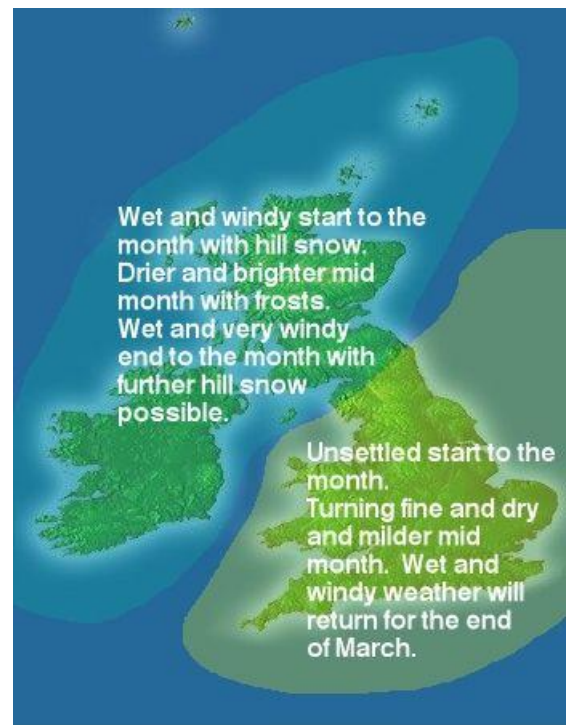 Wet and windy start to the
month with hill snow.
Drier and brighter mid
month with frosts.
Wet and very windy
end to the month with
further hill snow
possible.
Unsettled start to the
month.
Turning fine and dry
and milder mid
month. Wet and
windy weather will
return for the end
of March.